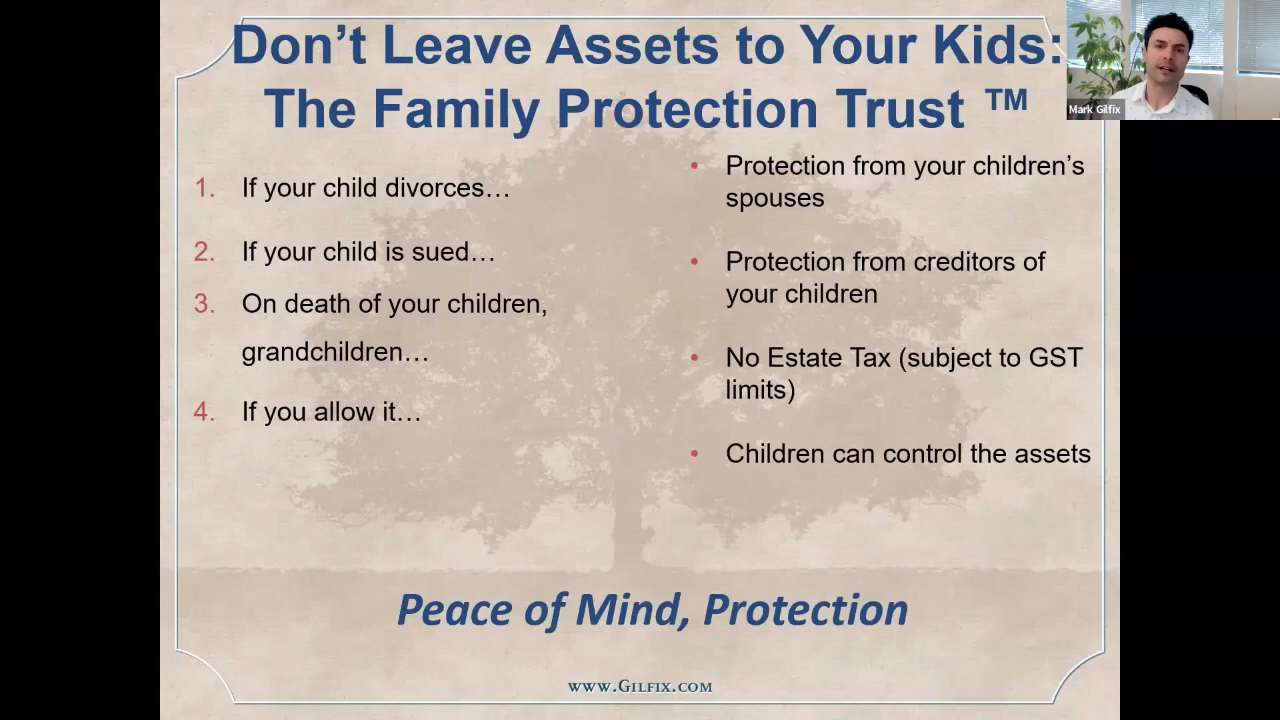 Don’t Leave Assets to Your Kids:
The Family Protection Trust ™
Mark Gilfix
1. If your child divorces…
2. If your child is sued…
3. On death of your children,
grandchildren…
4. If you allow it…
• Protection from your children’s
spouses
• Protection from creditors of
your children
• No Estate Tax (subject to GST
limits)
• Children can control the assets
Peace of Mind, Protection
www.Gilfix.com